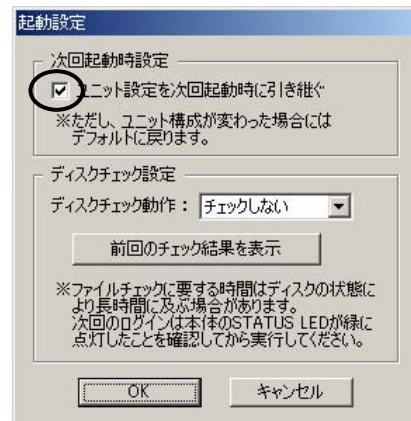 起動設定
次回起動時設定
ユニット設定を次回起動時に引き継ぐ
※ただし、ユニット構成が変わった場合には
デフォルトに戻ります。
ディスクチェック設定
ディスクチェック動作： チェックしない
前回のチェック結果を表示
※ファイルチェックに要する時間はディスクの状態に
より長時間に及ぶ場合があります。
次回のログインは本体のSTATUS LEDが緑に
点灯したことを確認してから実行してください。
OK キャンセル